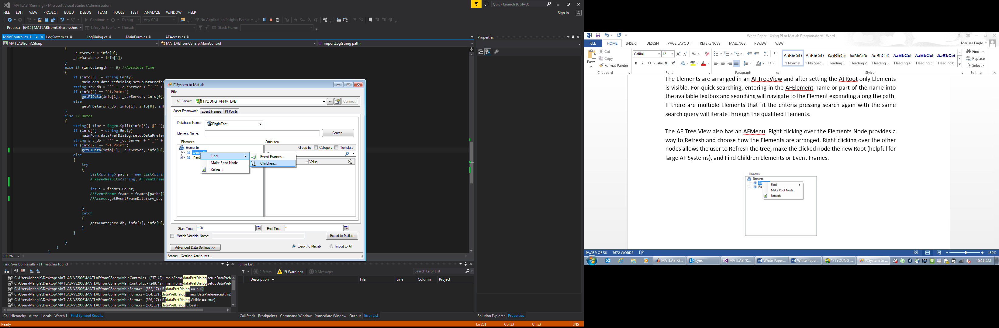 MATLAB (Running) - Microsoft Visual Studio (Administrator)
Quick Launch (Ctrl+Q)
FILE EDIT VIEW PROJECT BUILD DEBUG TEAM TOOLS TEST ANALYZE WINDOW HELP
Sign in
Continue Debug Any CPU No Application Insights Events
Process: [6416] MATLABfromCSharp.vshos Lifecycle Events Thread: Stack Frame:
MainControl.cs LogSystem.cs LogDialog.cs MainForm.cs AFAccess.cs
MATLABfromCSharp MATLABfromCSharp.MainControl importLog(string path)
{
_curServer = info[0];
_curDatabase = info[1];
}
else if (info.Length == 6) //Absolute Time
{
if (info[5] != string.Empty)
mainForm.dataPrefDialog.setupDataPrefer
string srv_db = "'" + _curServer + "'_'" +
if (info[2] == "PI.Point")
getPIData(info[1], _curServer, info[0],
else
getAFData(srv_db, info[1], info[0], inf
}
else // Dates
{
string[] time = Regex.Split(info[3], @"-");
if (info[4] != string.Empty)
mainForm.dataPrefDialog.setupDataPrefer
string srv_db = "'" + _curServer + "'_'" +
if (info[2] == "PI.Point")
getPIData(info[1], _curServer, info[0],
else
{
try
{
List<string> paths = new List<strin
AFKeyedResults<string, AFEventFrame
int i = frames.Count;
AFEventFrame frame = frames[paths[0
AFAccess.getEventFrameData(srv_db,
}
catch
{
getAFData(srv_db, info[1], info[0],
}
}
}
}
}
100 %
PISystem to Matlab
File
AF Server: TYOUNG_APMATLAB ... Connect
Asset Framework Event Frames PI Points
Database Name: EngleTest
Element Name: Search
Elements Attributes
Elements
Group by: Category Template
Plant
Find
Make Root Node
Refresh
Event Frames...
Children...
Value
Start Time: *-2h End Time: *
Matlab Variable Name: Export to Matlab
Advanced Data Settings >> Export to Matlab Import to AF
Status: Getting Attributes...
Find Symbol Results - 11 matches found
C:\Users\Mengle\Desktop\MATLAB-VS2008\MATLABfromCSharp\MainControl.cs - (237, 42) : mainForm.dataPrefDialog.setupDataPrefe
C:\Users\Mengle\Desktop\MATLAB-VS2008\MATLABfromCSharp\MainControl.cs - (248, 42) : mainForm.dataPrefDialog.setupDataPrefe
C:\Users\Mengle\Desktop\MATLAB-VS2008\MATLABfromCSharp\MainForm.cs - (662, 17) : if (dataPrefDialog == null)
C:\Users\Mengle\Desktop\MATLAB-VS2008\MATLABfromCSharp\MainForm.cs - (664, 17) : dataPrefDialog = new DataPreferences(this)
C:\Users\Mengle\Desktop\MATLAB-VS2008\MATLABfromCSharp\MainForm.cs - (666, 17) : if (dataPrefDialog.Visible == true)
C:\Users\Mengle\Desktop\MATLAB-VS2008\MATLABfromCSharp\MainForm.cs - (668, 17) : dataPrefDialog.Close();
Call Hierarchy Autos Locals Watch 1 Find Symbol Results
Error List
0 Errors 19 Warnings 0 Messages Search Error List
Description File Line Column Project
Call Stack Breakpoints Command Window Immediate Window Output Error List
Properties
Solution Explorer Properties
Ready Ln 251 Col 33 Ch 33 INS
White Paper - Using PI to Matlab Program.docx - Word
FILE HOME INSERT DESIGN PAGE LAYOUT REFERENCES MAILINGS REVIEW VIEW Marissa Engle
Paste
Cut
Copy
Format Painter
Clipboard
Calibri 12
Font
Paragraph
AaBbCcD AaBbCcD AaBbCc AaBbCcDc AaBbCcD AaBbCcI AaBbCcI AaBbCcL
¶ Normal ¶ No Spac... Heading 1 Heading 2 Heading 3 Heading 4 Heading 5 Heading 6
Styles
Find
Replace
Select
Editing
The Elements are arranged in an AFTreeView and after setting the AFRoot only Elements
is visible. For quick searching, entering in the AFElement name or part of the name into
the available textbox and searching will navigate to the Element expanding along the path.
If there are multiple Elements that fit the criteria pressing search again with the same
search query will iterate through the qualified Elements.
The AF Tree View also has an AFMenu. Right clicking over the Elements Node provides a
way to Refresh and choose how the Elements are arranged. Right clicking over the other
nodes allows the user to Refresh the tree, make the clicked node the new Root (helpful for
large AF Systems), and Find Children Elements or Event Frames.
Elements
Elements
Ele
Pla
Find
Make Root Node
Refresh
PAGE 9 OF 36 7672 WORDS 130%
MATLAB R2... Lync MATLAB (R... White Paper... White Paper... \\TYOUNG_... PISystem to ... 10:24 AM